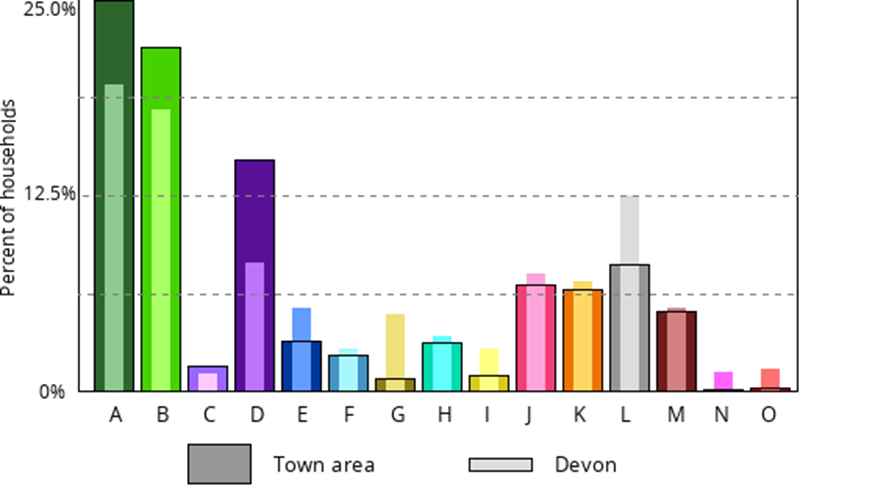 25.0%
Percent of households
12.5%
0%
A B C D E F G H I J K L M N O
Town area Devon